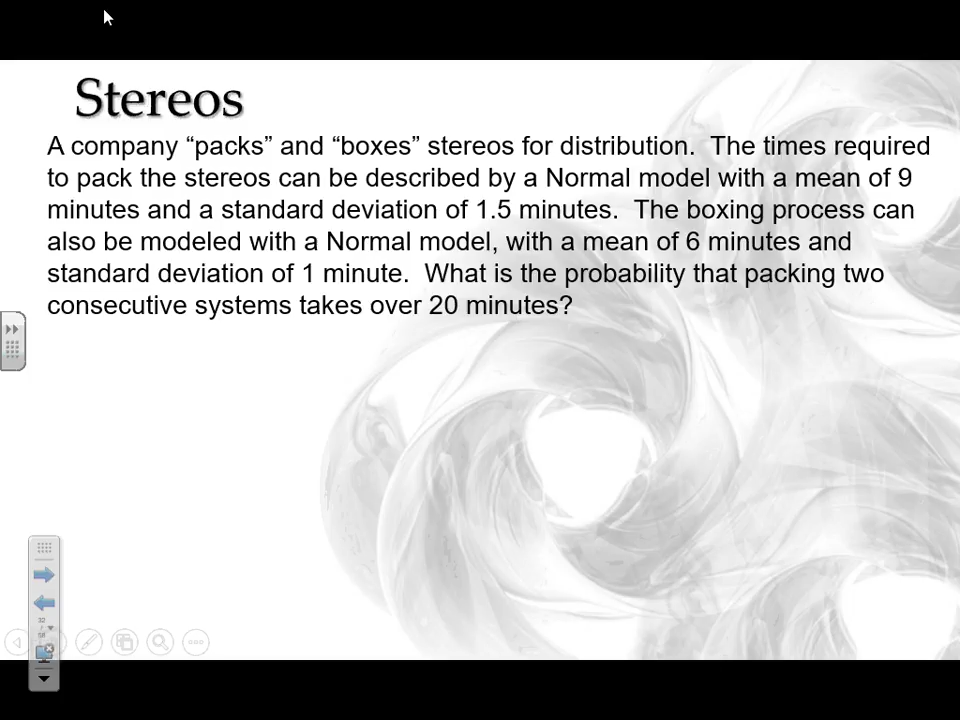 Stereos
A company “packs” and “boxes” stereos for distribution.  The times required
to pack the stereos can be described by a Normal model with a mean of 9
minutes and a standard deviation of 1.5 minutes.  The boxing process can
also be modeled with a Normal model, with a mean of 6 minutes and
standard deviation of 1 minute.  What is the probability that packing two
consecutive systems takes over 20 minutes?
32
/
58